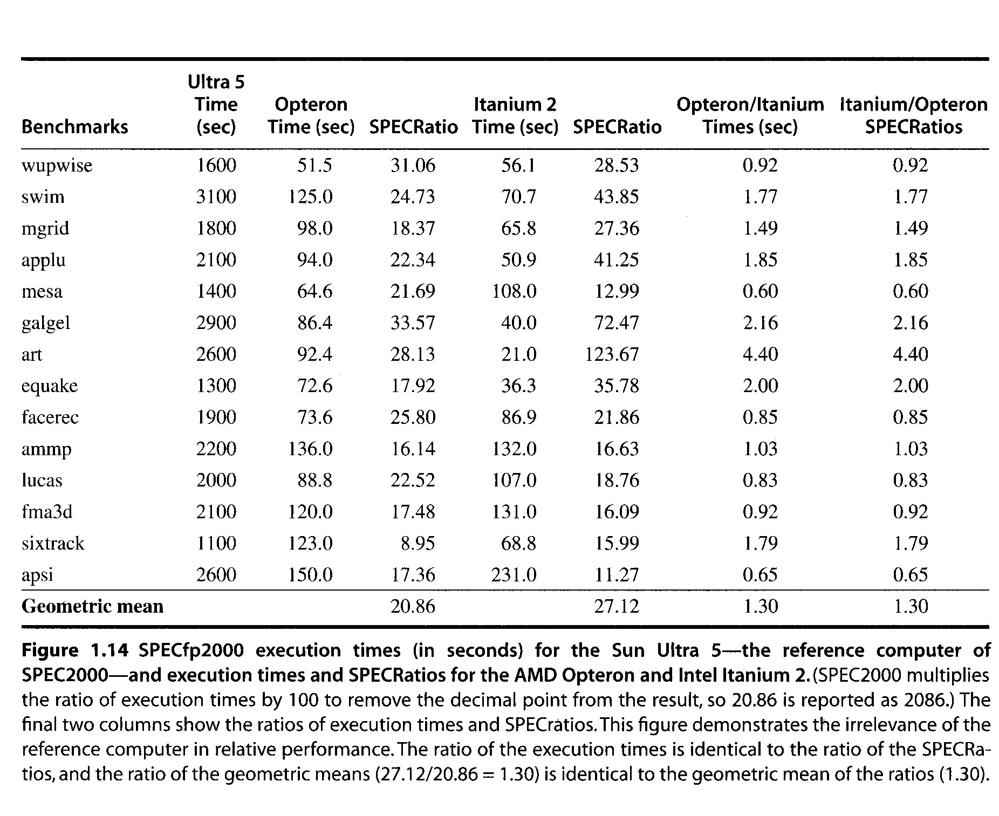 Benchmarks Ultra 5 Time (sec) Opteron Time (sec) SPECRatio Itanium 2 Time (sec) SPECRatio Opteron/Itanium Times (sec) Itanium/Opteron SPECRatios
wupwise 1600 51.5 31.06 56.1 28.53 0.92 0.92
swim 3100 125.0 24.73 70.7 43.85 1.77 1.77
mgrid 1800 98.0 18.37 65.8 27.36 1.49 1.49
applu 2100 94.0 22.34 50.9 41.25 1.85 1.85
mesa 1400 64.6 21.69 108.0 12.99 0.60 0.60
galgel 2900 86.4 33.57 40.0 72.47 2.16 2.16
art 2600 92.4 28.13 21.0 123.67 4.40 4.40
equake 1300 72.6 17.92 36.3 35.78 2.00 2.00
facerec 1900 73.6 25.80 86.9 21.86 0.85 0.85
ammp 2200 136.0 16.14 132.0 16.63 1.03 1.03
lucas 2000 88.8 22.52 107.0 18.76 0.83 0.83
fma3d 2100 120.0 17.48 131.0 16.09 0.92 0.92
sixtrack 1100 123.0 8.95 68.8 15.99 1.79 1.79
apsi 2600 150.0 17.36 231.0 11.27 0.65 0.65
Geometric mean 20.86 27.12 1.30 1.30
Figure 1.14 SPECfp2000 execution times (in seconds) for the Sun Ultra 5—the reference computer of
SPEC2000—and execution times and SPECRatios for the AMD Opteron and Intel Itanium 2. (SPEC2000 multiplies
the ratio of execution times by 100 to remove the decimal point from the result, so 20.86 is reported as 2086.) The
final two columns show the ratios of execution times and SPECratios. This figure demonstrates the irrelevance of the
reference computer in relative performance. The ratio of the execution times is identical to the ratio of the SPECRa-
tios, and the ratio of the geometric means (27.12/20.86 = 1.30) is identical to the geometric mean of the ratios (1.30).